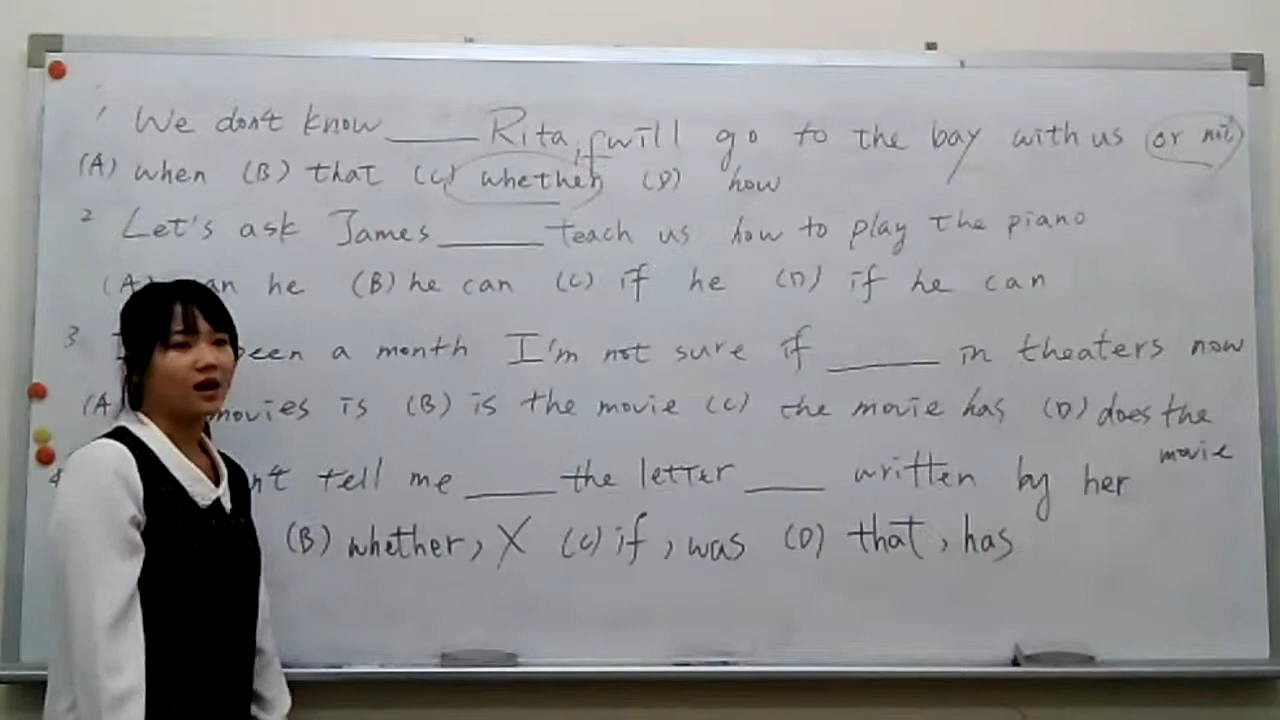 1 We don't know ____ Rita will go to the bay with us or not
(A) when (B) that (C) whether (D) how
2 Let's ask James ____ teach us how to play the piano
(A) can he (B) he can (C) if he (D) if he can
3 been a month I'm not sure if ____ in theaters now
(A) movies is (B) is the movie (C) the movie has (D) does the movie
4 tell me ____ the letter ____ written by her
(B) whether, X (C) if, was (D) that, has